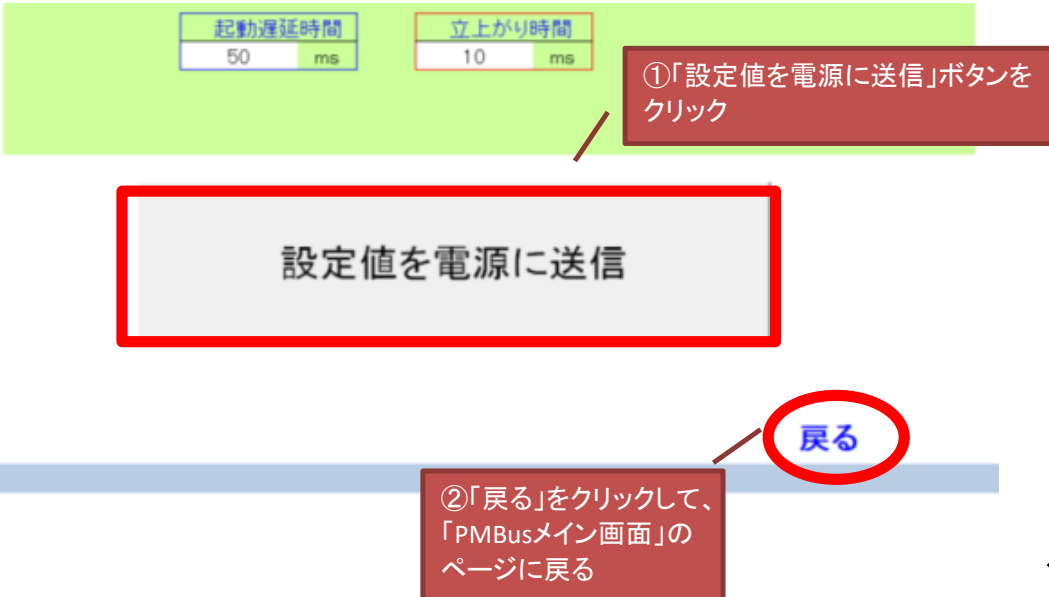 起動遅延時間
50 ms
立上がり時間
10 ms
①「設定値を電源に送信」ボタンを
クリック
設定値を電源に送信
戻る
②「戻る」をクリックして、
「PMBusメイン画面」の
ページに戻る